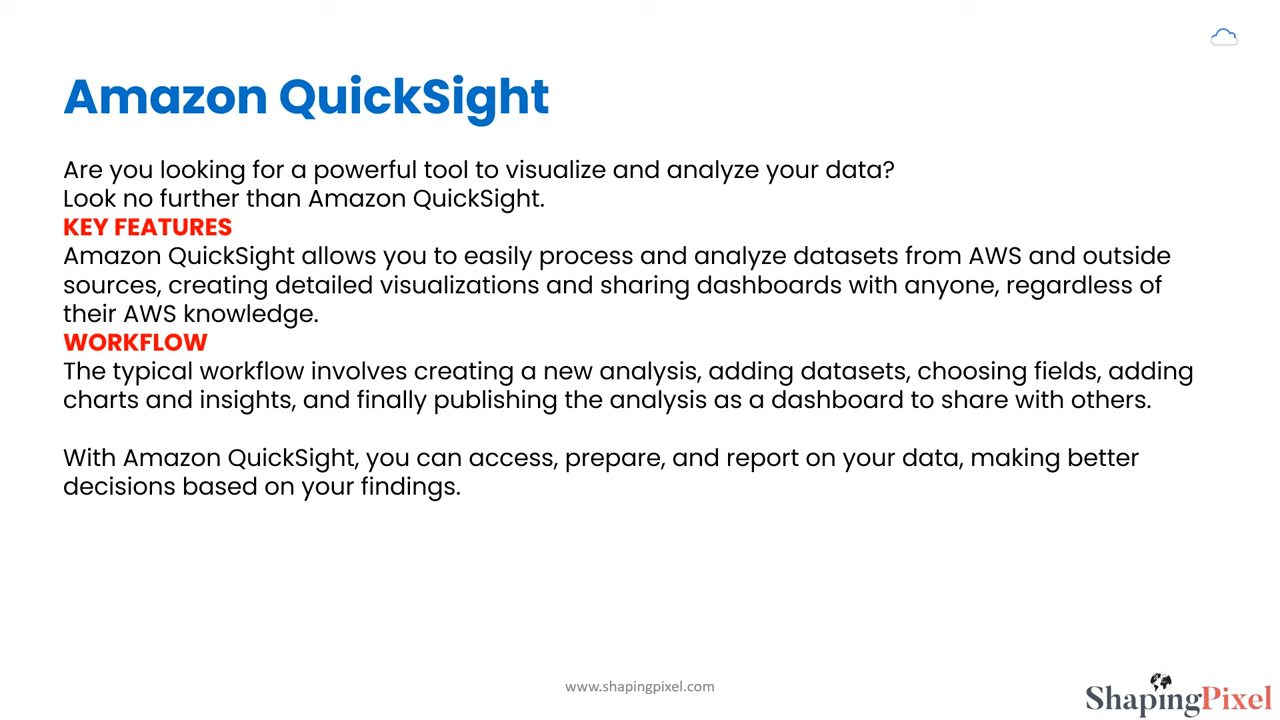 Amazon QuickSight
Are you looking for a powerful tool to visualize and analyze your data?
Look no further than Amazon QuickSight.
KEY FEATURES
Amazon QuickSight allows you to easily process and analyze datasets from AWS and outside
sources, creating detailed visualizations and sharing dashboards with anyone, regardless of
their AWS knowledge.
WORKFLOW
The typical workflow involves creating a new analysis, adding datasets, choosing fields, adding
charts and insights, and finally publishing the analysis as a dashboard to share with others.
With Amazon QuickSight, you can access, prepare, and report on your data, making better
decisions based on your findings.
www.shapingpixel.com
ShapingPixel